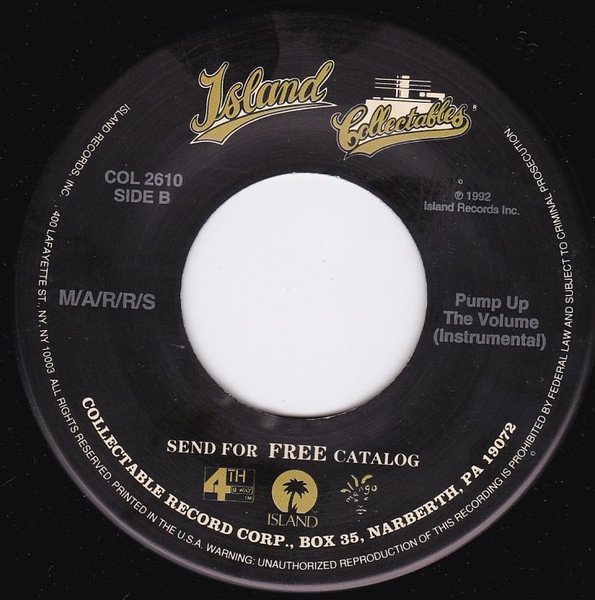 Island
Collectables
COL 2610
SIDE B
℗ 1992
Island Records Inc.
M/A/R/R/S
Pump Up
The Volume
(Instrumental)
SEND FOR FREE CATALOG
4TH
B'WAY
TM
ISLAND
mango
COLLECTABLE RECORD CORP., BOX 35, NARBERTH, PA 19072
ISLAND RECORDS, INC. 400 LAFAYETTE ST. NY, NY 10003 ALL RIGHTS RESERVED. PRINTED IN THE U.S.A. WARNING: UNAUTHORIZED REPRODUCTION OF THIS RECORDING IS PROHIBITED BY FEDERAL LAW AND SUBJECT TO CRIMINAL PROSECUTION